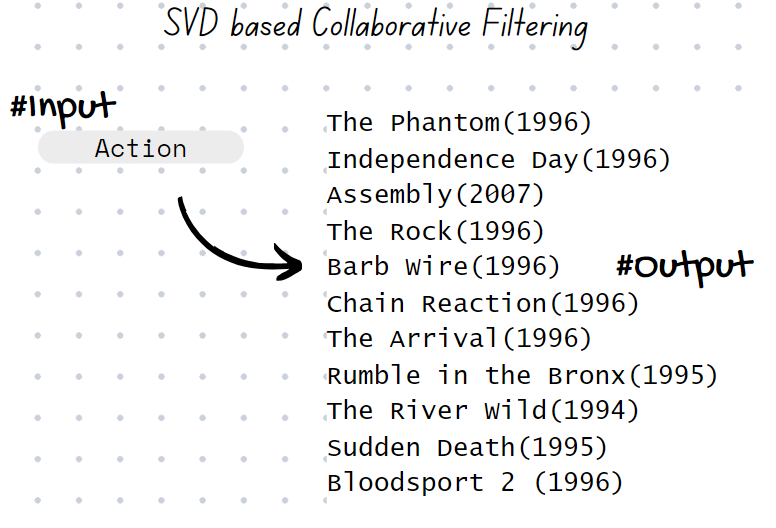 SVD based Collaborative Filtering
#Input
Action
The Phantom(1996)
Independence Day(1996)
Assembly(2007)
The Rock(1996)
Barb Wire(1996)
#Output
Chain Reaction(1996)
The Arrival(1996)
Rumble in the Bronx(1995)
The River Wild(1994)
Sudden Death(1995)
Bloodsport 2 (1996)